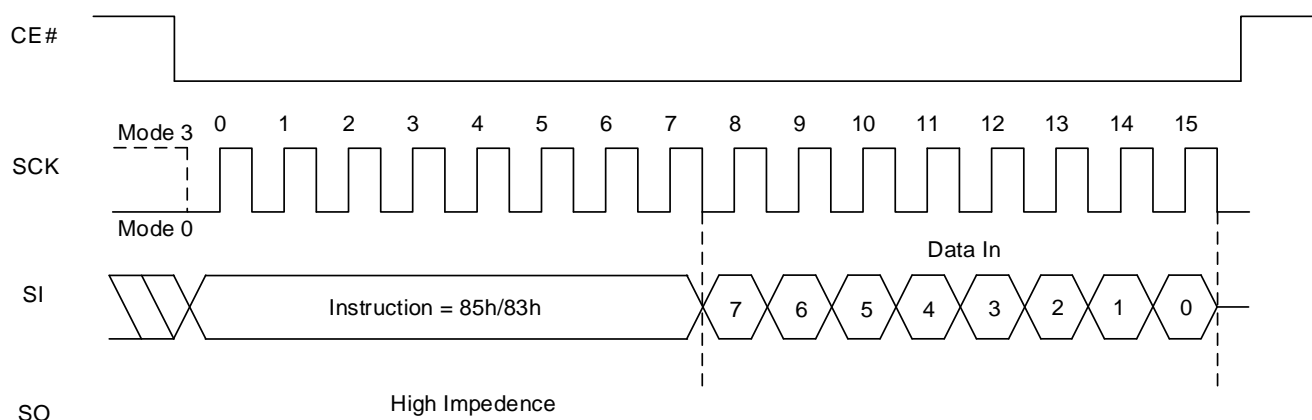 CE#
0 1 2 3 4 5 6 7 8 9 10 11 12 13 14 15
Mode 3
SCK
Mode 0
Data In
SI
Instruction = 85h/83h
7 6 5 4 3 2 1 0
High Impedence
SO